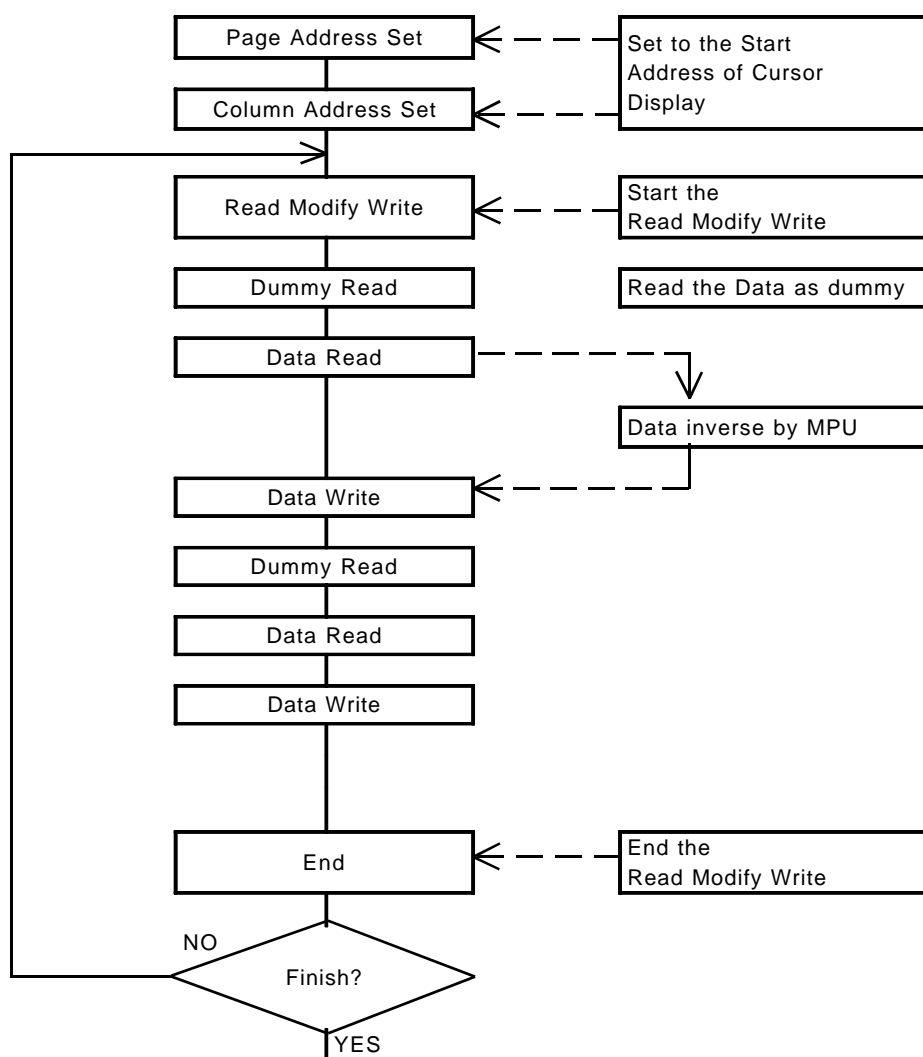 Page Address Set
Set to the Start
Address of Cursor
Display
Column Address Set
Read Modify Write
Start the
Read Modify Write
Dummy Read
Read the Data as dummy
Data Read
Data inverse by MPU
Data Write
Dummy Read
Data Read
Data Write
End
End the
Read Modify Write
NO
Finish?
YES